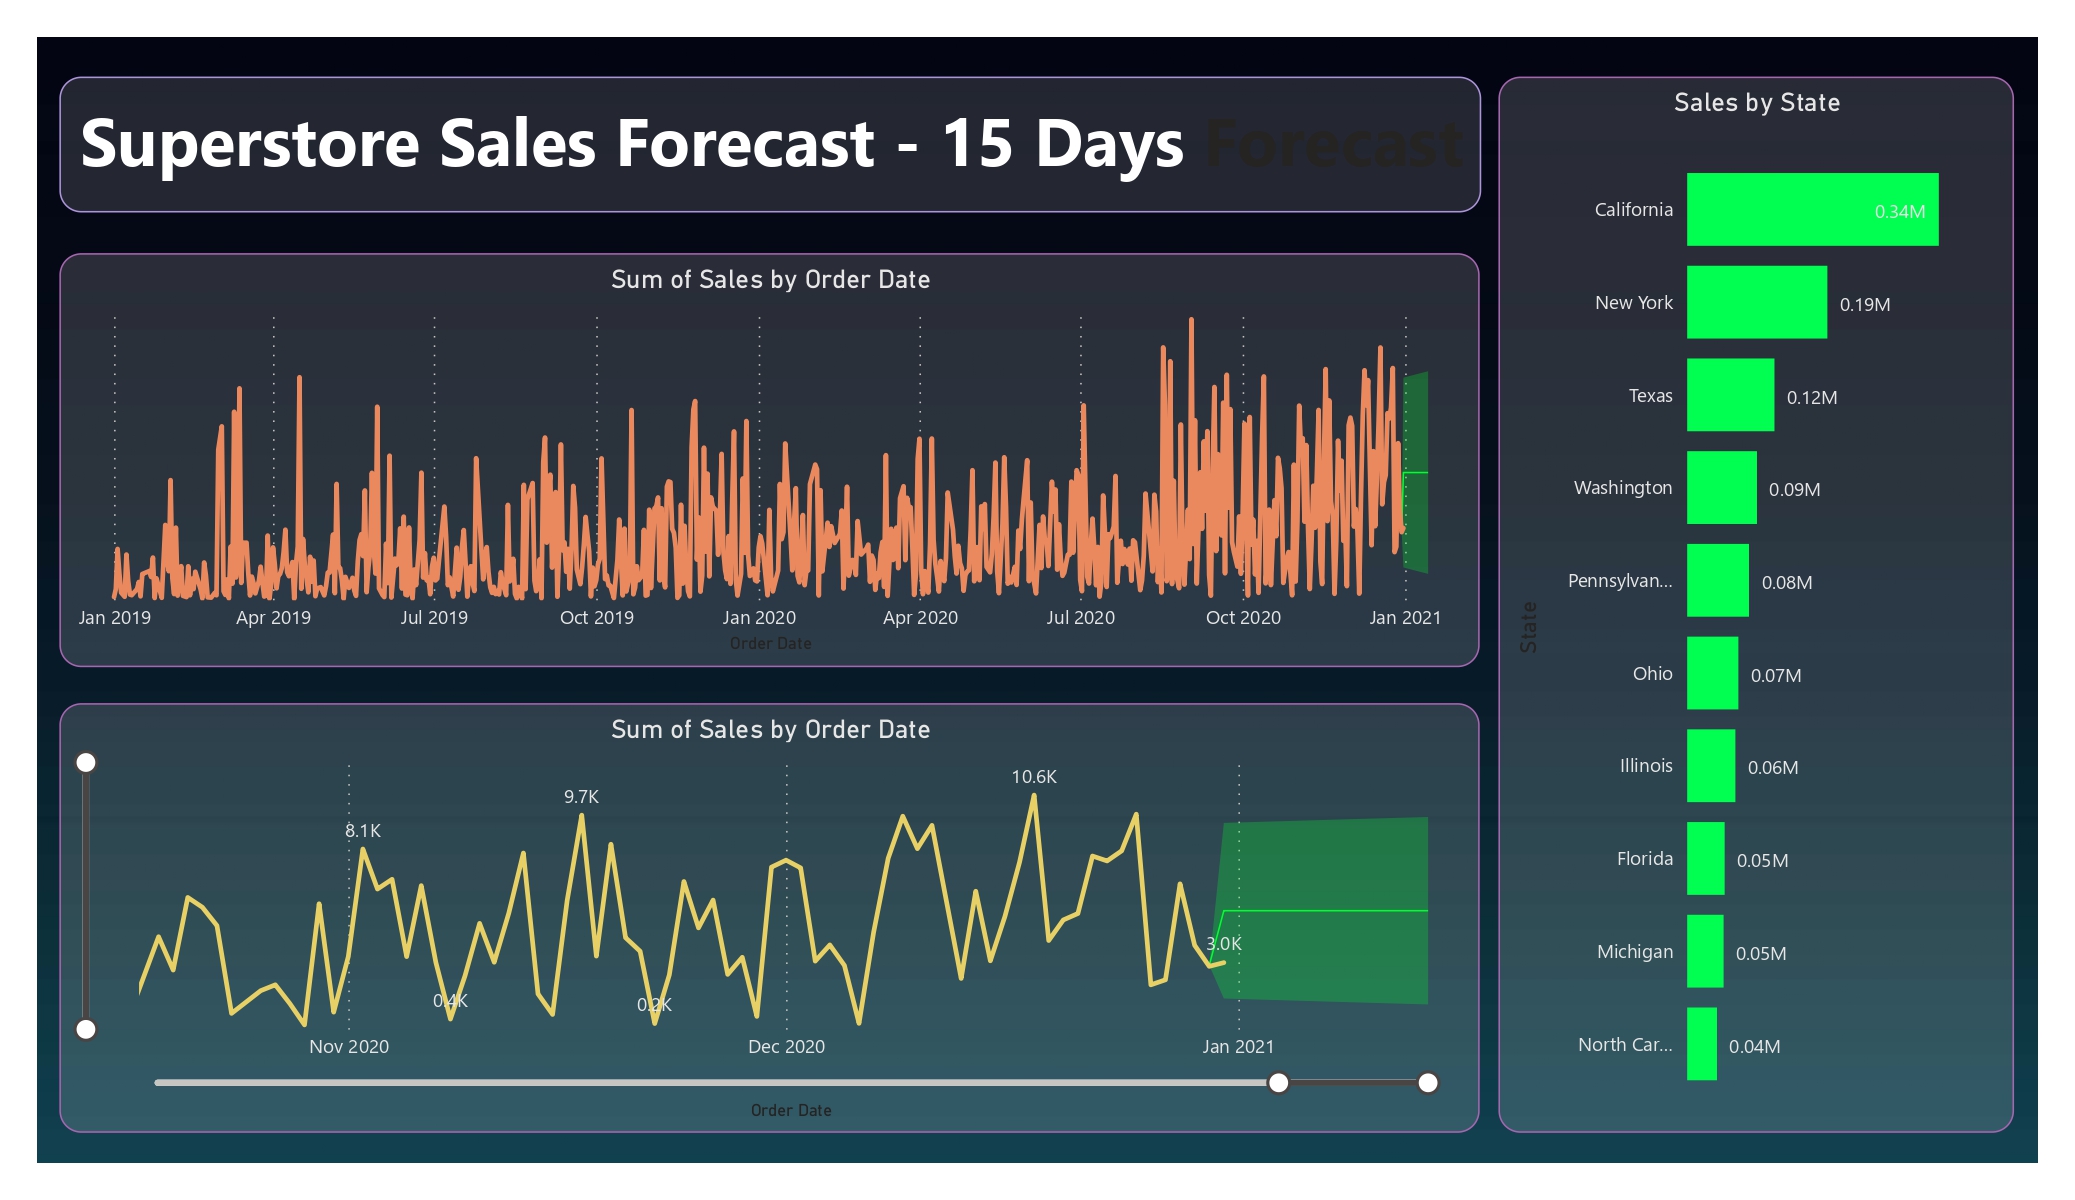 Superstore Sales Forecast - 15 Days Forecast
Sum of Sales by Order Date
Jan 2019 Apr 2019 Jul 2019 Oct 2019 Jan 2020 Apr 2020 Jul 2020 Oct 2020 Jan 2021
Order Date
Sum of Sales by Order Date
10.6K
9.7K
8.1K
3.0K
0.4K 0.2K
Nov 2020 Dec 2020 Jan 2021
Order Date
Sales by State
State
California 0.34M
New York 0.19M
Texas 0.12M
Washington 0.09M
Pennsylvan... 0.08M
Ohio 0.07M
Illinois 0.06M
Florida 0.05M
Michigan 0.05M
North Car... 0.04M